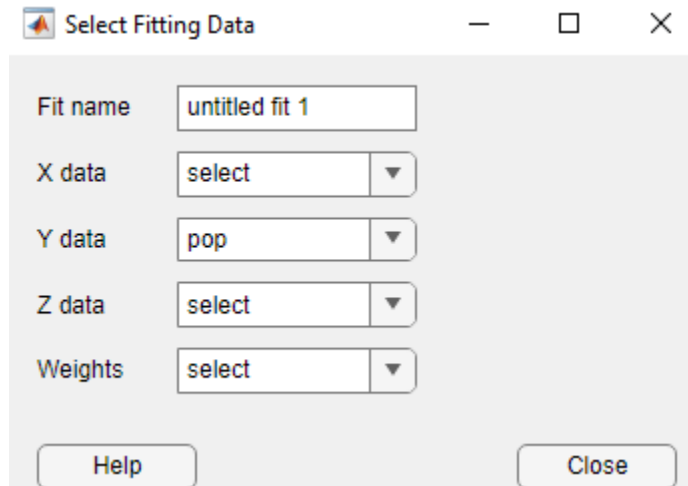 Select Fitting Data
Fit name untitled fit 1
X data select
Y data pop
Z data select
Weights select
Help Close